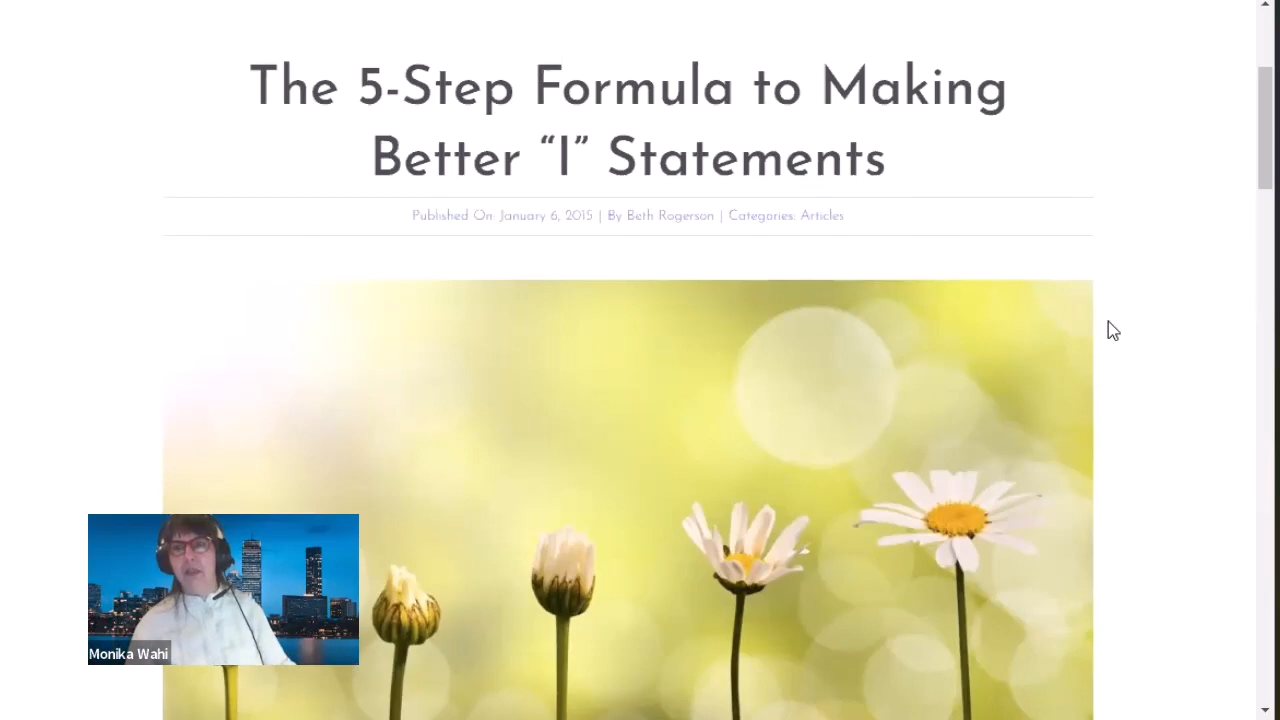 The 5-Step Formula to Making
Better “I” Statements
Published On: January 6, 2015 | By Beth Rogerson | Categories: Articles
Monika Wahi